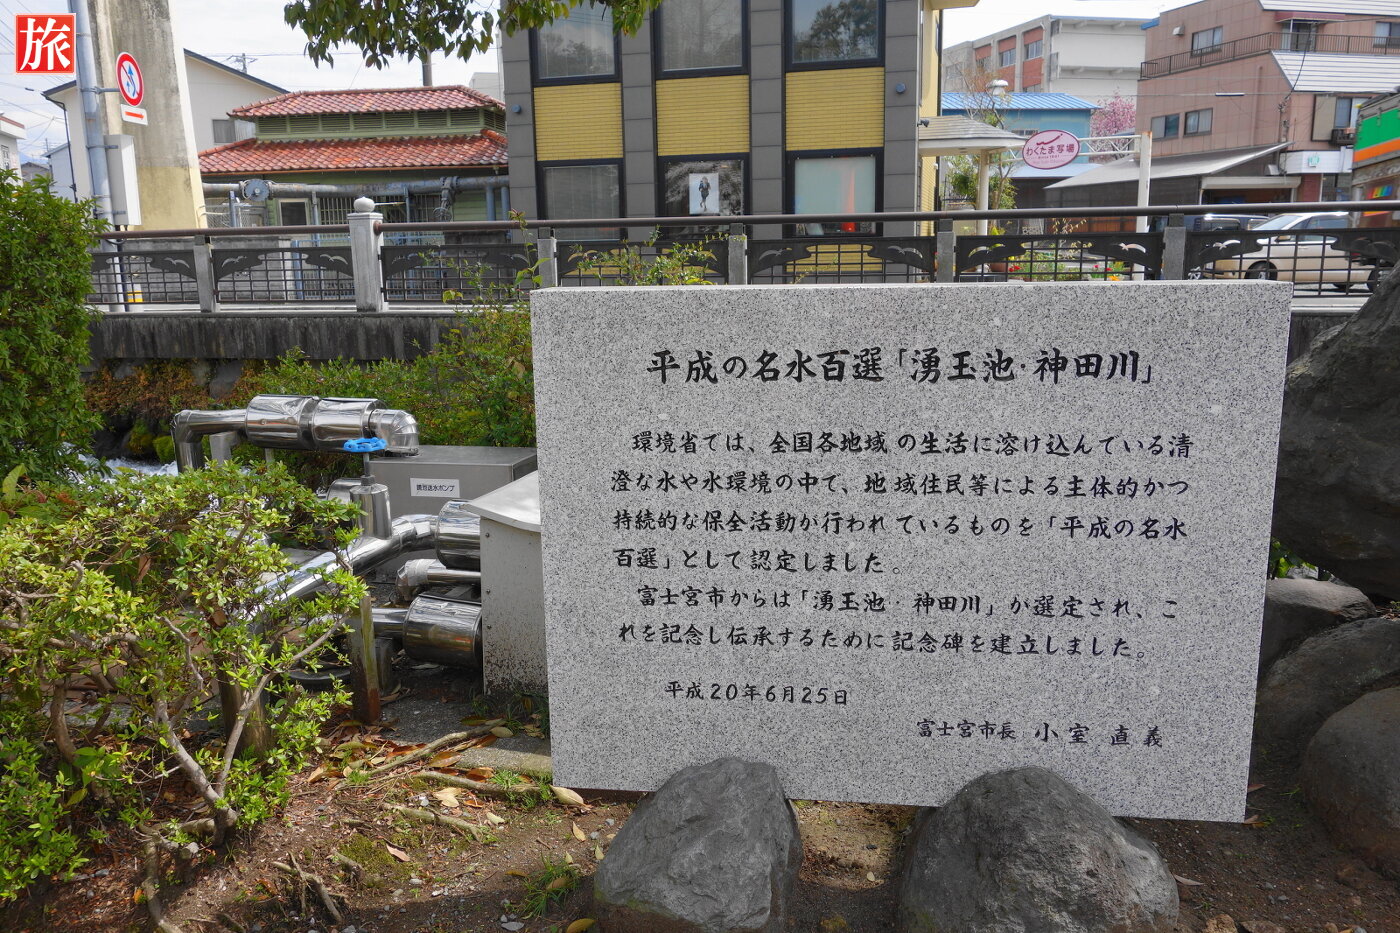 旅
わくたま写場
平成の名水百選「湧玉池・神田川」
環境省では、全国各地域の生活に溶け込んでいる清
澄な水や水環境の中で、地域住民等による主体的かつ
持続的な保全活動が行われているものを「平成の名水
百選」として認定しました。
富士宮市からは「湧玉池・神田川」が選定され、こ
れを記念し伝承するために記念碑を建立しました。
平成20年6月25日
富士宮市長 小室 直義